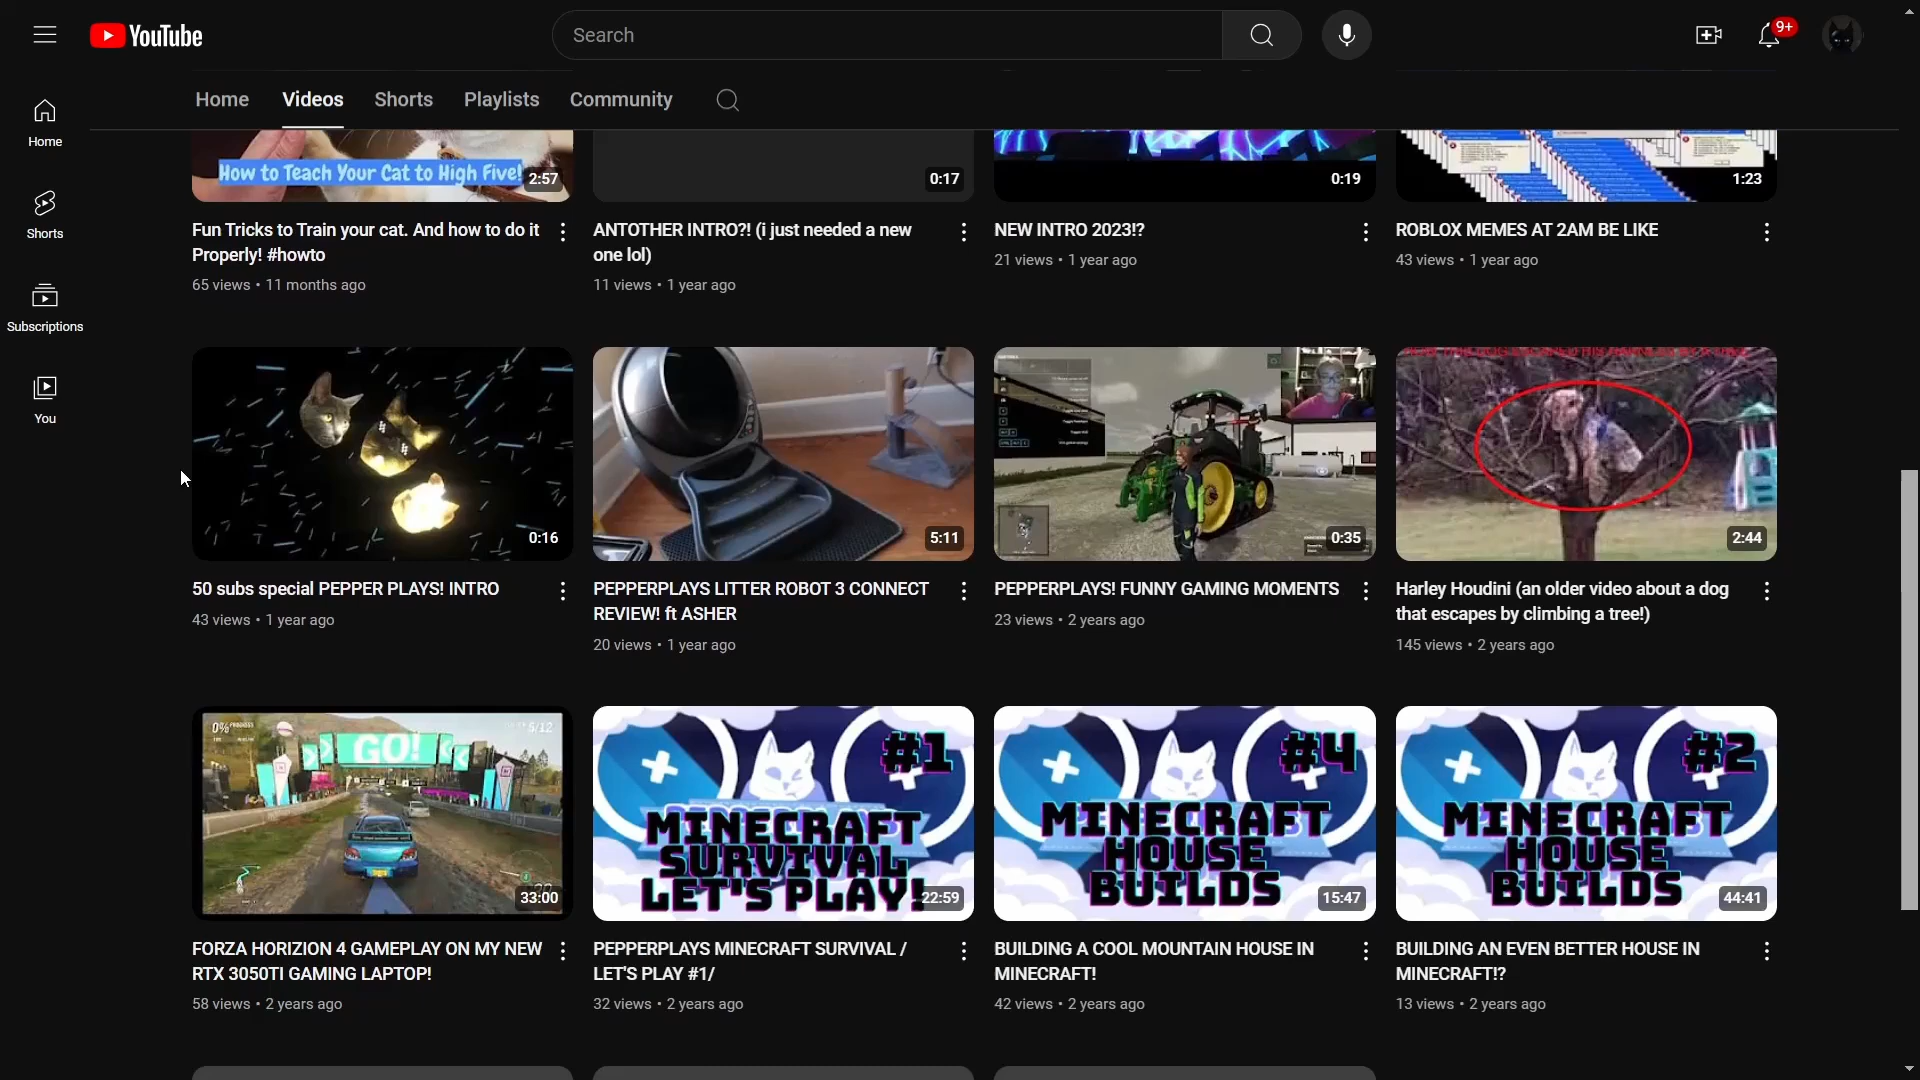 YouTube
Search
9+
Home
Videos
Shorts
Playlists
Community
Home
Shorts
Subscriptions
You
How to Teach Your Cat to High Five!
2:57
0:17
0:19
1:23
Fun Tricks to Train your cat. And how to do it
Properly! #howto
65 views • 11 months ago
ANTOTHER INTRO?! (i just needed a new
one lol)
11 views • 1 year ago
NEW INTRO 2023!?
21 views • 1 year ago
ROBLOX MEMES AT 2AM BE LIKE
43 views • 1 year ago
0:16
5:11
0:35
2:44
50 subs special PEPPER PLAYS! INTRO
43 views • 1 year ago
PEPPERPLAYS LITTER ROBOT 3 CONNECT
REVIEW! ft ASHER
20 views • 1 year ago
PEPPERPLAYS! FUNNY GAMING MOMENTS
23 views • 2 years ago
Harley Houdini (an older video about a dog
that escapes by climbing a tree!)
145 views • 2 years ago
0% PROGRESS
5/12
GO!
33:00
#1
MINECRAFT
SURVIVAL
LET'S PLAY!
22:59
#4
MINECRAFT
HOUSE
BUILDS
15:47
#2
MINECRAFT
HOUSE
BUILDS
44:41
FORZA HORIZION 4 GAMEPLAY ON MY NEW
RTX 3050TI GAMING LAPTOP!
58 views • 2 years ago
PEPPERPLAYS MINECRAFT SURVIVAL /
LET'S PLAY #1/
32 views • 2 years ago
BUILDING A COOL MOUNTAIN HOUSE IN
MINECRAFT!
42 views • 2 years ago
BUILDING AN EVEN BETTER HOUSE IN
MINECRAFT!?
13 views • 2 years ago